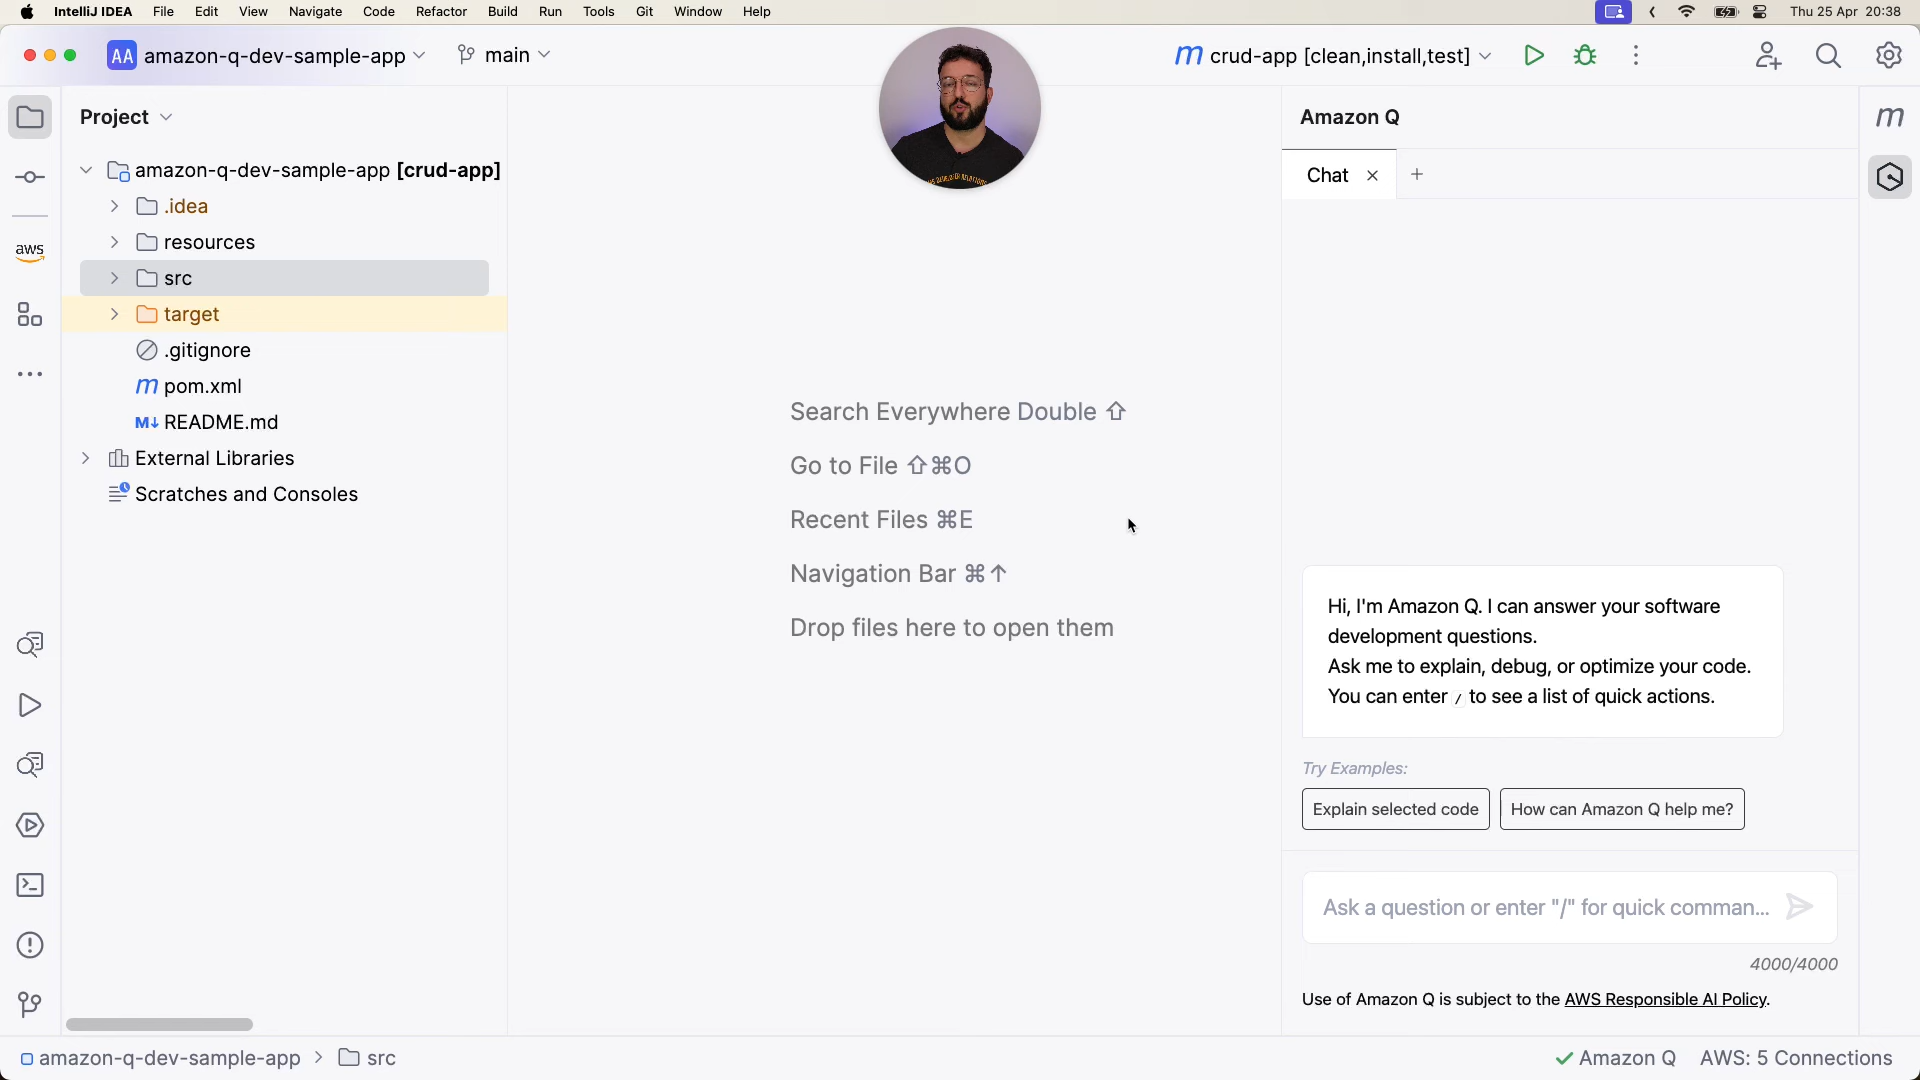 IntelliJ IDEA File Edit View Navigate Code Refactor Build Run Tools Git Window Help Thu 25 Apr 20:38
AA amazon-q-dev-sample-app main crud-app [clean,install,test]
Project
Amazon Q
amazon-q-dev-sample-app [crud-app]
Chat
.idea
resources
aws
src
target
.gitignore
pom.xml
README.md
External Libraries
Scratches and Consoles
Search Everywhere Double ⇧
Go to File ⇧⌘O
Recent Files ⌘E
Navigation Bar ⌘↑
Drop files here to open them
Hi, I'm Amazon Q. I can answer your software
development questions.
Ask me to explain, debug, or optimize your code.
You can enter / to see a list of quick actions.
Try Examples:
Explain selected code How can Amazon Q help me?
Ask a question or enter "/" for quick comman...
4000/4000
Use of Amazon Q is subject to the AWS Responsible AI Policy.
amazon-q-dev-sample-app > src Amazon Q AWS: 5 Connections